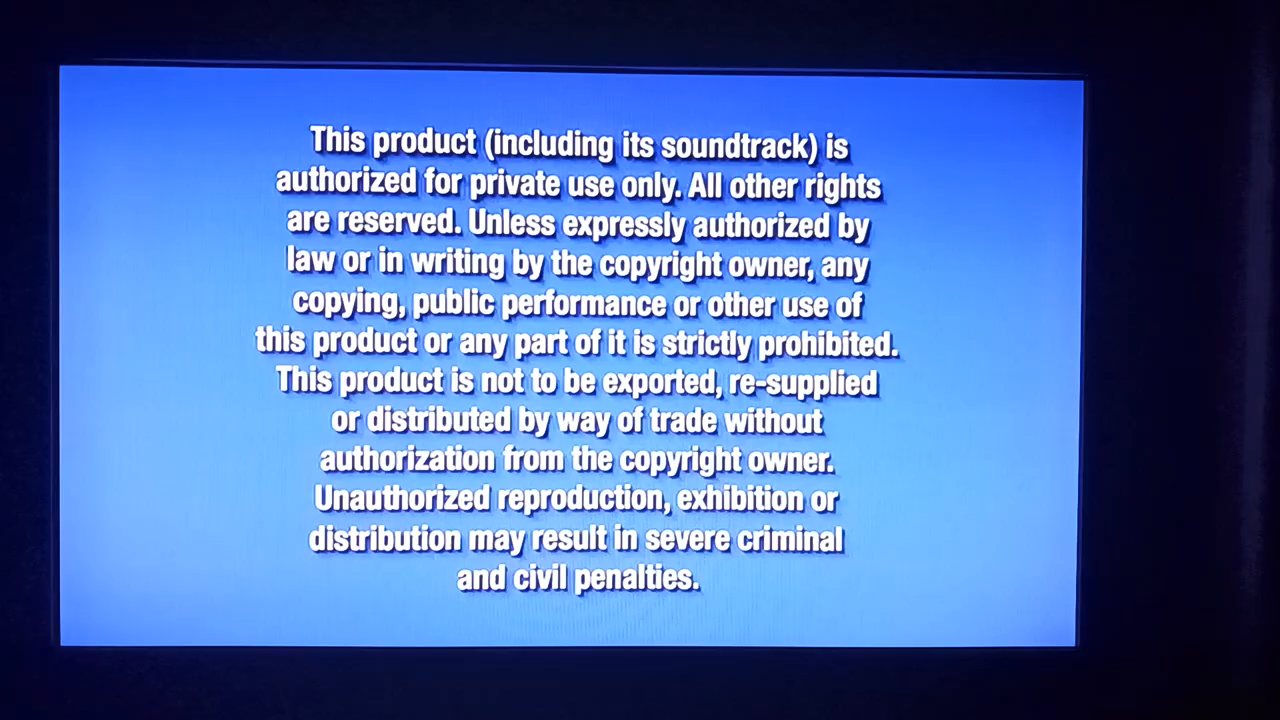 This product (including its soundtrack) is
authorized for private use only. All other rights
are reserved. Unless expressly authorized by
law or in writing by the copyright owner, any
copying, public performance or other use of
this product or any part of it is strictly prohibited.
This product is not to be exported, re-supplied
or distributed by way of trade without
authorization from the copyright owner.
Unauthorized reproduction, exhibition or
distribution may result in severe criminal
and civil penalties.